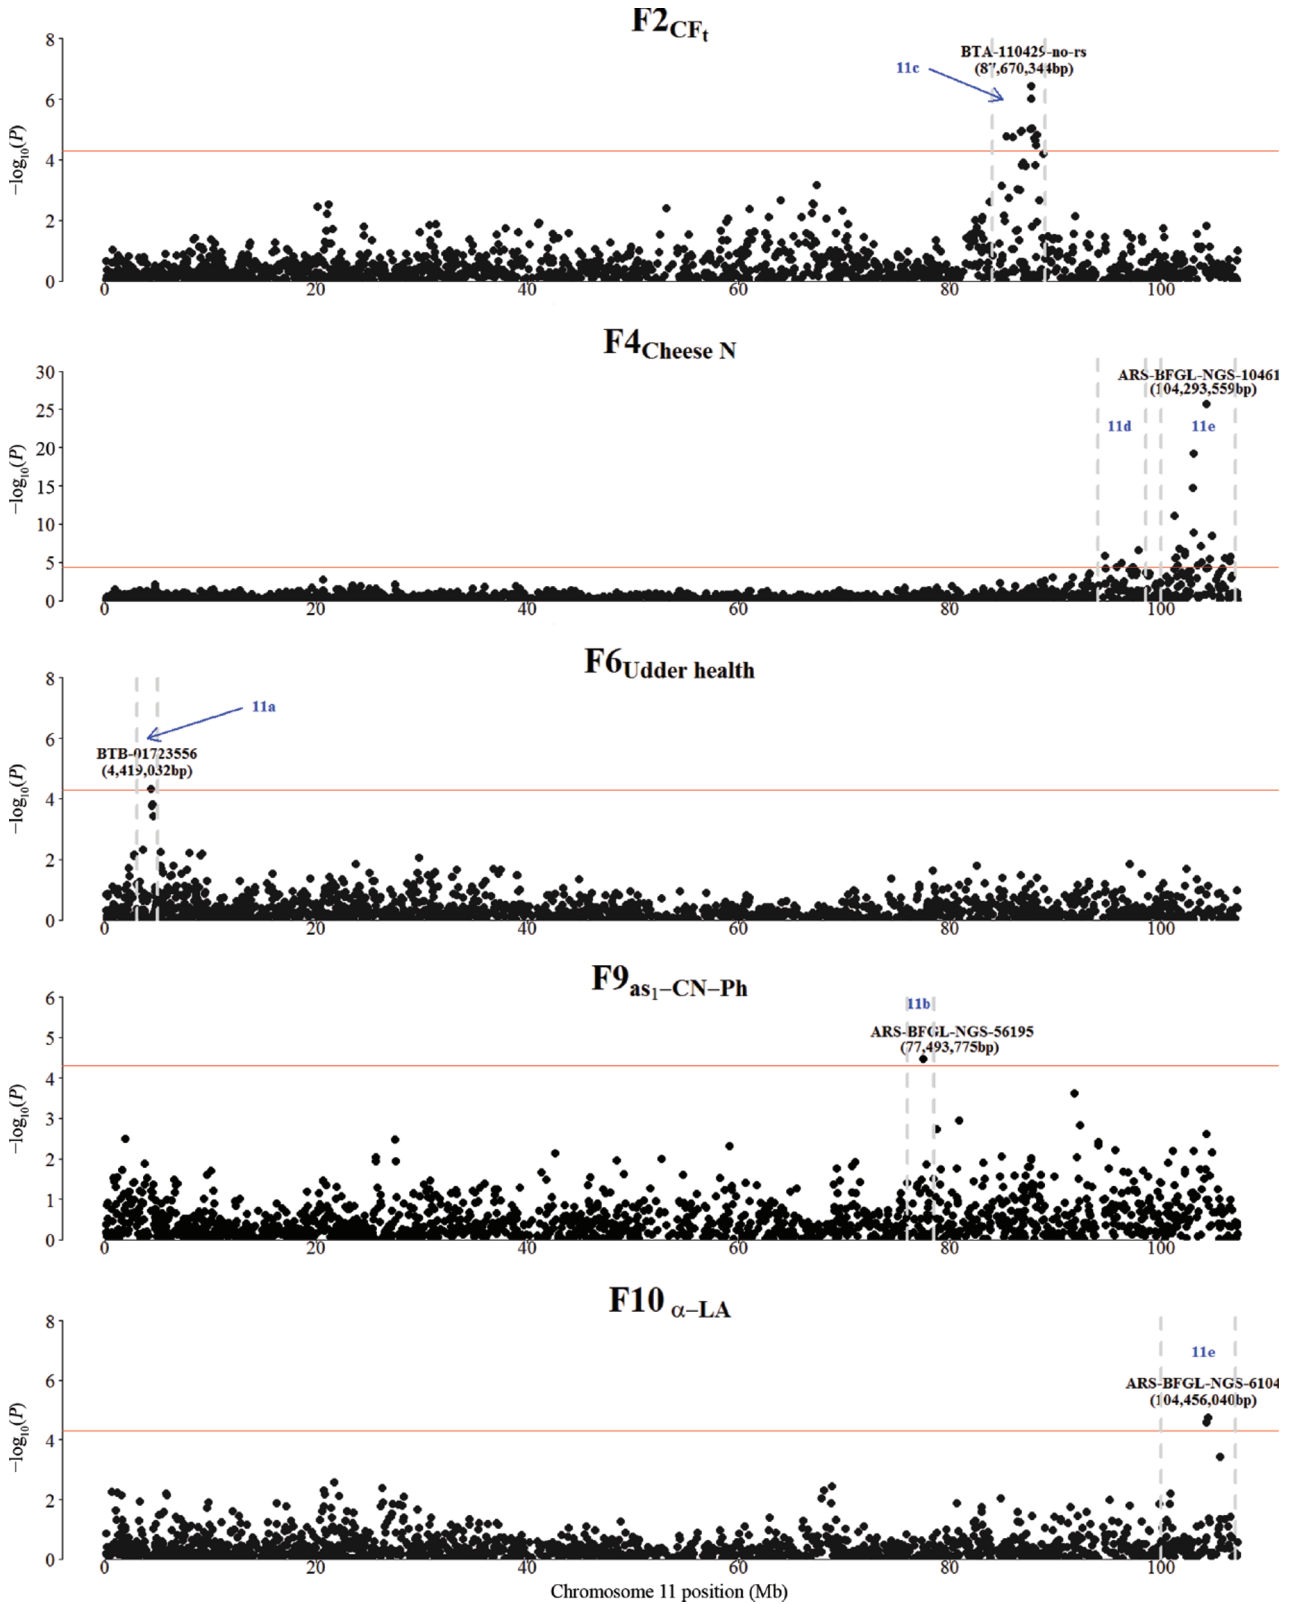 F2CFt
8
6
4
2
0
−log10(P)
11c
BTA-110429-no-rs
(87,670,344bp)
0 20 40 60 80 100
F4Cheese N
30
25
20
15
10
5
0
−log10(P)
ARS-BFGL-NGS-10461
(104,293,559bp)
11d 11e
0 20 40 60 80 100
F6Udder health
8
6
4
2
0
−log10(P)
11a
BTB-01723556
(4,419,032bp)
0 20 40 60 80 100
F9as1−CN−Ph
6
5
4
3
2
1
0
−log10(P)
11b
ARS-BFGL-NGS-56195
(77,493,775bp)
0 20 40 60 80 100
F10 α−LA
8
6
4
2
0
−log10(P)
11e
ARS-BFGL-NGS-6104
(104,456,040bp)
0 20 40 60 80 100
Chromosome 11 position (Mb)